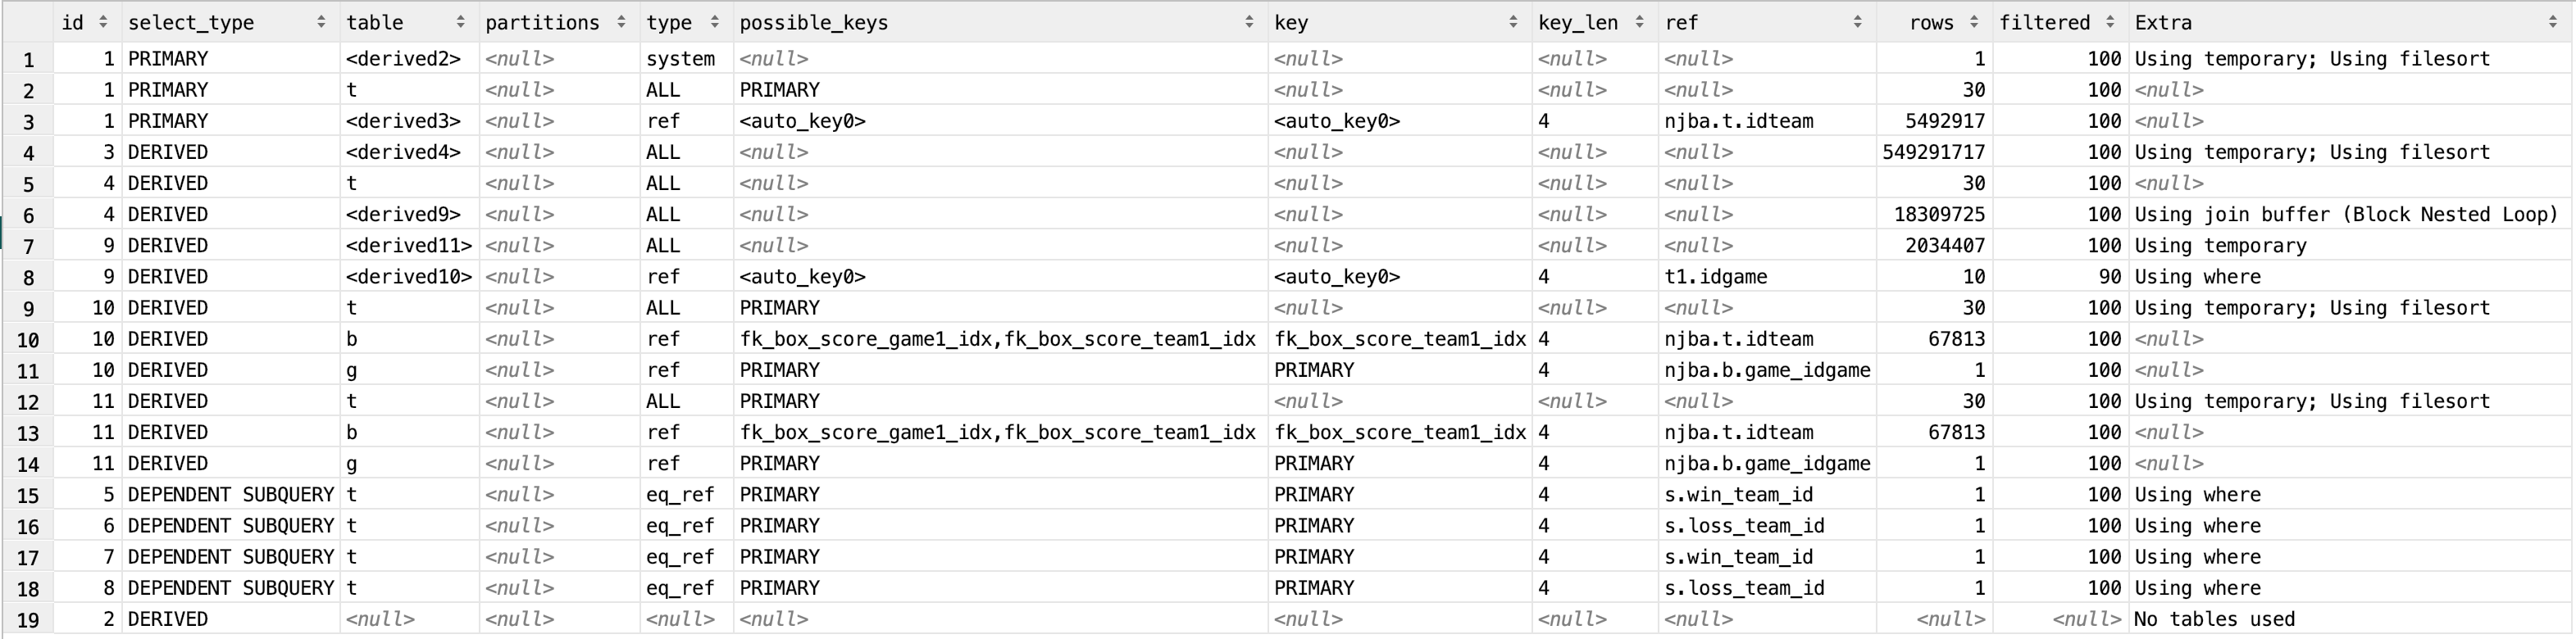 id select_type table partitions type possible_keys key key_len ref rows filtered Extra
1 1 PRIMARY <derived2> <null> system <null> <null> <null> <null> 1 100 Using temporary; Using filesort
2 1 PRIMARY t <null> ALL PRIMARY <null> <null> <null> 30 100 <null>
3 1 PRIMARY <derived3> <null> ref <auto_key0> <auto_key0> 4 njba.t.idteam 5492917 100 <null>
4 3 DERIVED <derived4> <null> ALL <null> <null> <null> <null> 549291717 100 Using temporary; Using filesort
5 4 DERIVED t <null> ALL <null> <null> <null> <null> 30 100 <null>
6 4 DERIVED <derived9> <null> ALL <null> <null> <null> <null> 18309725 100 Using join buffer (Block Nested Loop)
7 9 DERIVED <derived11> <null> ALL <null> <null> <null> <null> 2034407 100 Using temporary
8 9 DERIVED <derived10> <null> ref <auto_key0> <auto_key0> 4 t1.idgame 10 90 Using where
9 10 DERIVED t <null> ALL PRIMARY <null> <null> <null> 30 100 Using temporary; Using filesort
10 10 DERIVED b <null> ref fk_box_score_game1_idx,fk_box_score_team1_idx fk_box_score_team1_idx 4 njba.t.idteam 67813 100 <null>
11 10 DERIVED g <null> ref PRIMARY PRIMARY 4 njba.b.game_idgame 1 100 <null>
12 11 DERIVED t <null> ALL PRIMARY <null> <null> <null> 30 100 Using temporary; Using filesort
13 11 DERIVED b <null> ref fk_box_score_game1_idx,fk_box_score_team1_idx fk_box_score_team1_idx 4 njba.t.idteam 67813 100 <null>
14 11 DERIVED g <null> ref PRIMARY PRIMARY 4 njba.b.game_idgame 1 100 <null>
15 5 DEPENDENT SUBQUERY t <null> eq_ref PRIMARY PRIMARY 4 s.win_team_id 1 100 Using where
16 6 DEPENDENT SUBQUERY t <null> eq_ref PRIMARY PRIMARY 4 s.loss_team_id 1 100 Using where
17 7 DEPENDENT SUBQUERY t <null> eq_ref PRIMARY PRIMARY 4 s.win_team_id 1 100 Using where
18 8 DEPENDENT SUBQUERY t <null> eq_ref PRIMARY PRIMARY 4 s.loss_team_id 1 100 Using where
19 2 DERIVED <null> <null> <null> <null> <null> <null> <null> <null> <null> No tables used